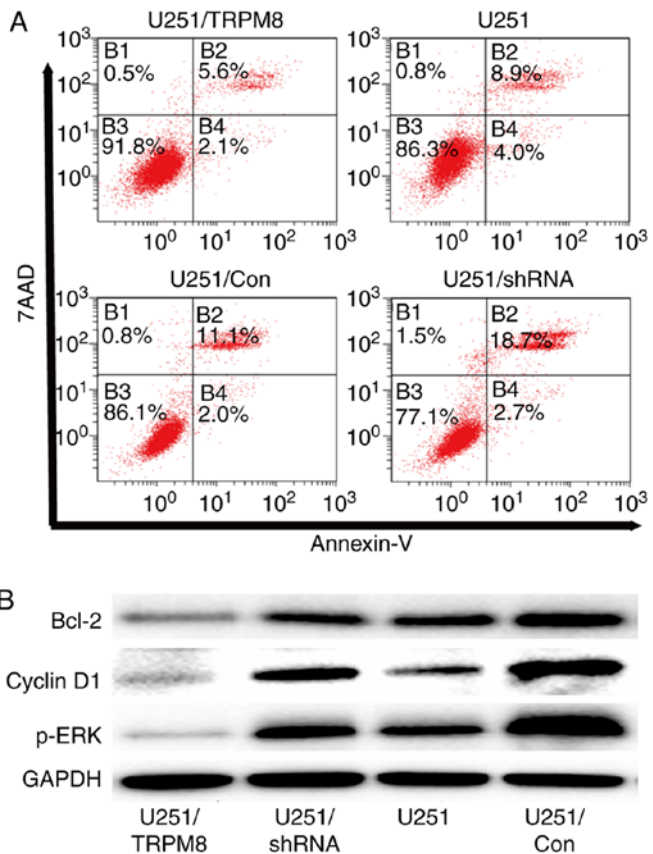 A
U251/TRPM8
U251
10³
B1
0.5%
B2
5.6%
10²
10¹
B3
91.8%
B4
2.1%
10⁰
10⁰ 10¹ 10² 10³
10³
B1
0.8%
B2
8.9%
10²
10¹
B3
86.3%
B4
4.0%
10⁰
10⁰ 10¹ 10² 10³
U251/Con
U251/shRNA
10³
B1
0.8%
B2
11.1%
10²
10¹
B3
86.1%
B4
2.0%
10⁰
10⁰ 10¹ 10² 10³
10³
B1
1.5%
B2
18.7%
10²
10¹
B3
77.1%
B4
2.7%
10⁰
10⁰ 10¹ 10² 10³
7AAD
Annexin-V
B
Bcl-2
Cyclin D1
p-ERK
GAPDH
U251/
TRPM8
U251/
shRNA
U251
U251/
Con